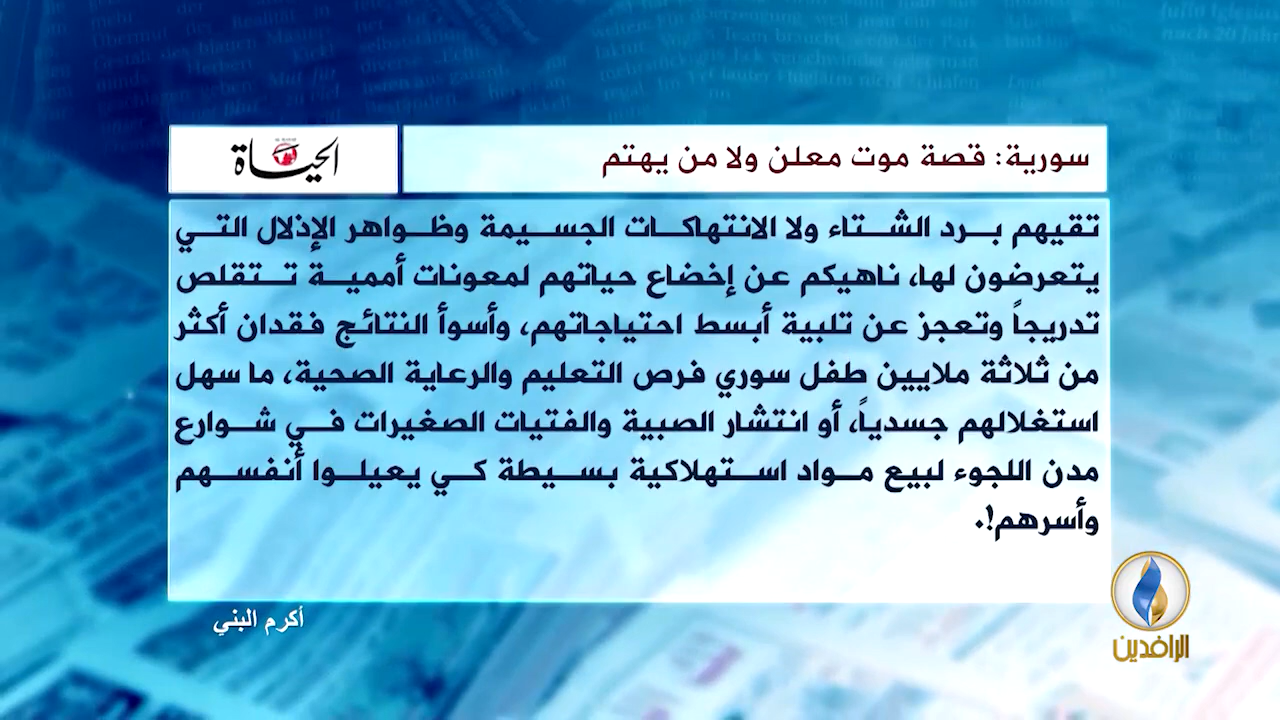 سورية: قصة موت معلن ولا من يهتم
الحياة
تقيهم برد الشتاء ولا الانتهاكات الجسيمة وظواهر الإذلال التي
يتعرضون لها، ناهيكم عن إخضاع حياتهم لمعونات أممية تتقلص
تدريجاً وتعجز عن تلبية أبسط احتياجاتهم، وأسوأ النتائج فقدان أكثر
من ثلاثة ملايين طفل سوري فرص التعليم والرعاية الصحية، ما سهل
استغلالهم جسدياً، أو انتشار الصبية والفتيات الصغيرات في شوارع
مدن اللجوء لبيع مواد استهلاكية بسيطة كي يعيلوا أنفسهم
وأسرهم!.
أكرم البني
الرافدين